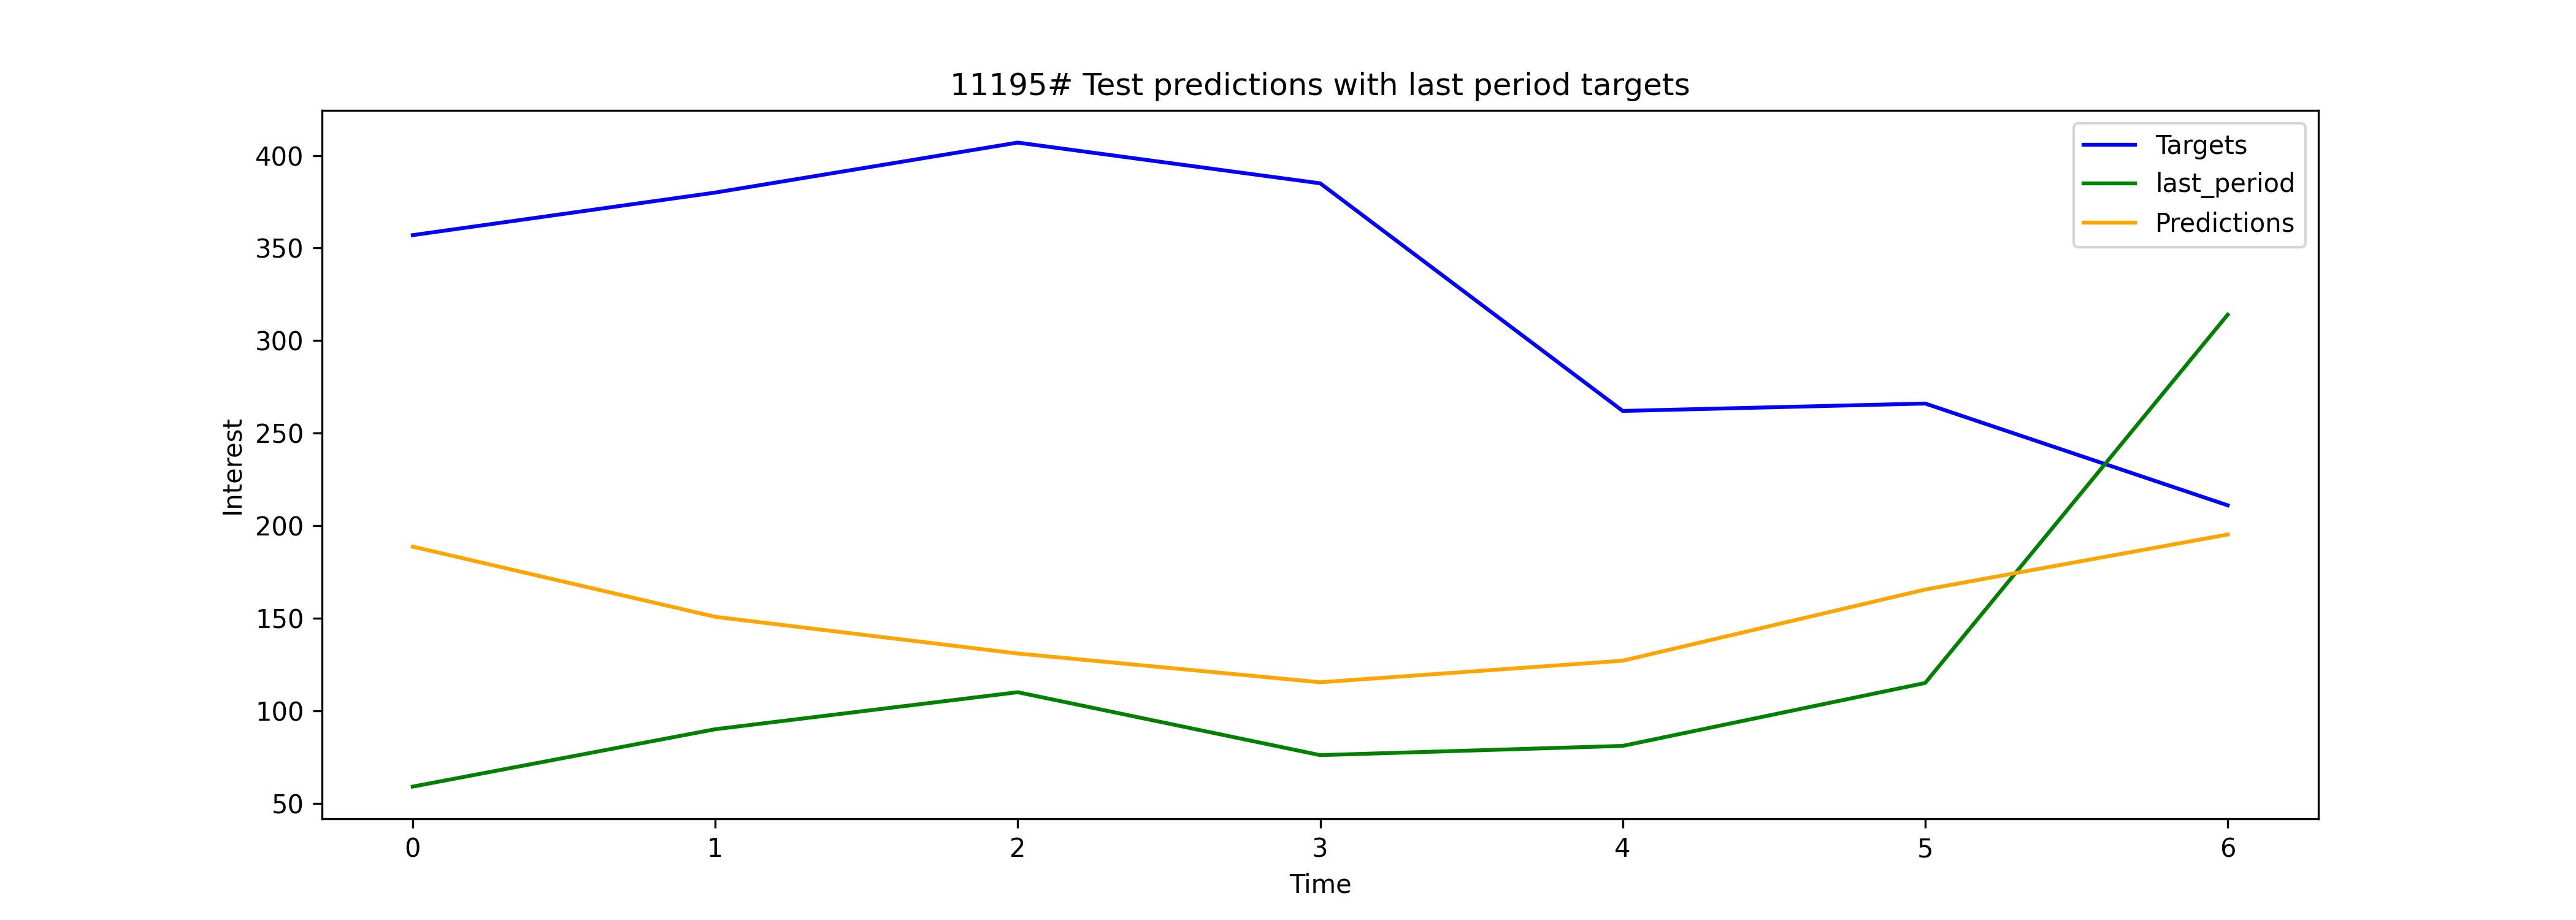 11195# Test predictions with last period targets
Targets
last_period
Predictions
Interest
400
350
300
250
200
150
100
50
0 1 2 3 4 5 6
Time